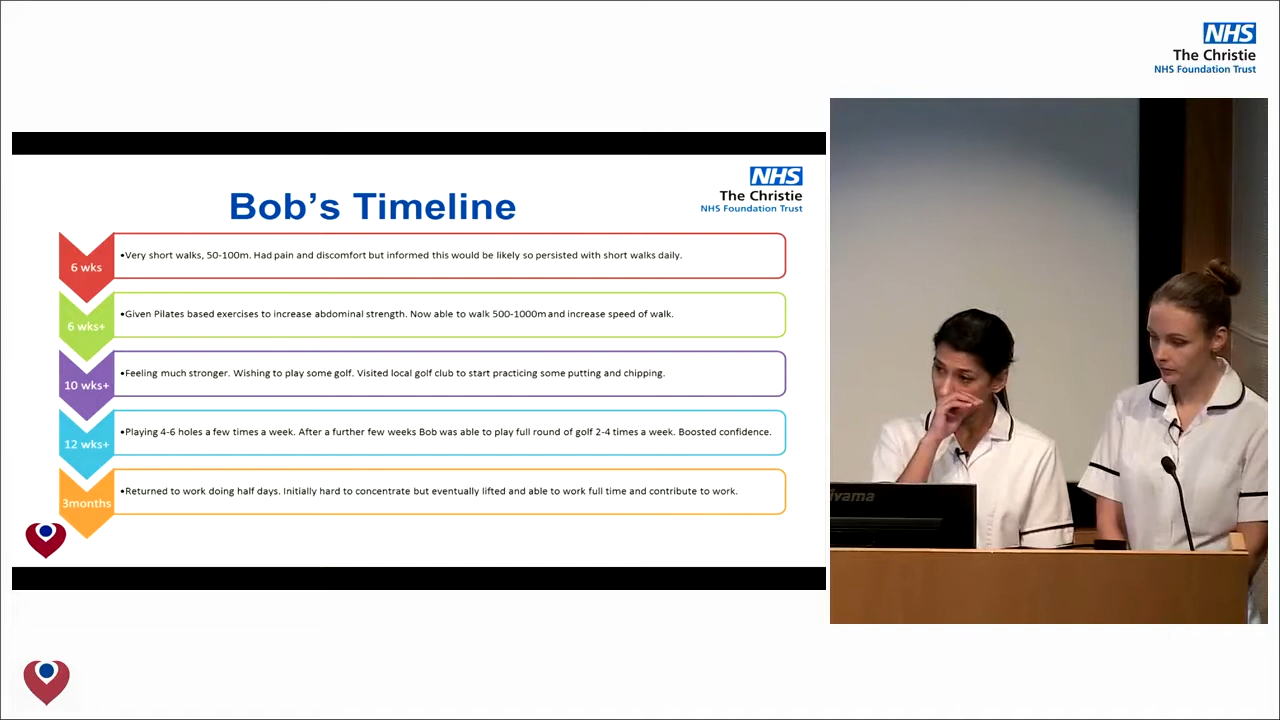 NHS
The Christie
NHS Foundation Trust
NHS
The Christie
NHS Foundation Trust
Bob's Timeline
6 wks
•Very short walks, 50-100m. Had pain and discomfort but informed this would be likely so persisted with short walks daily.
6 wks+
•Given Pilates based exercises to increase abdominal strength. Now able to walk 500-1000m and increase speed of walk.
10 wks+
•Feeling much stronger. Wishing to play some golf. Visited local golf club to start practicing some putting and chipping.
12 wks+
•Playing 4-6 holes a few times a week. After a further few weeks Bob was able to play full round of golf 2-4 times a week. Boosted confidence.
3months
•Returned to work doing half days. Initially hard to concentrate but eventually lifted and able to work full time and contribute to work.
iyama